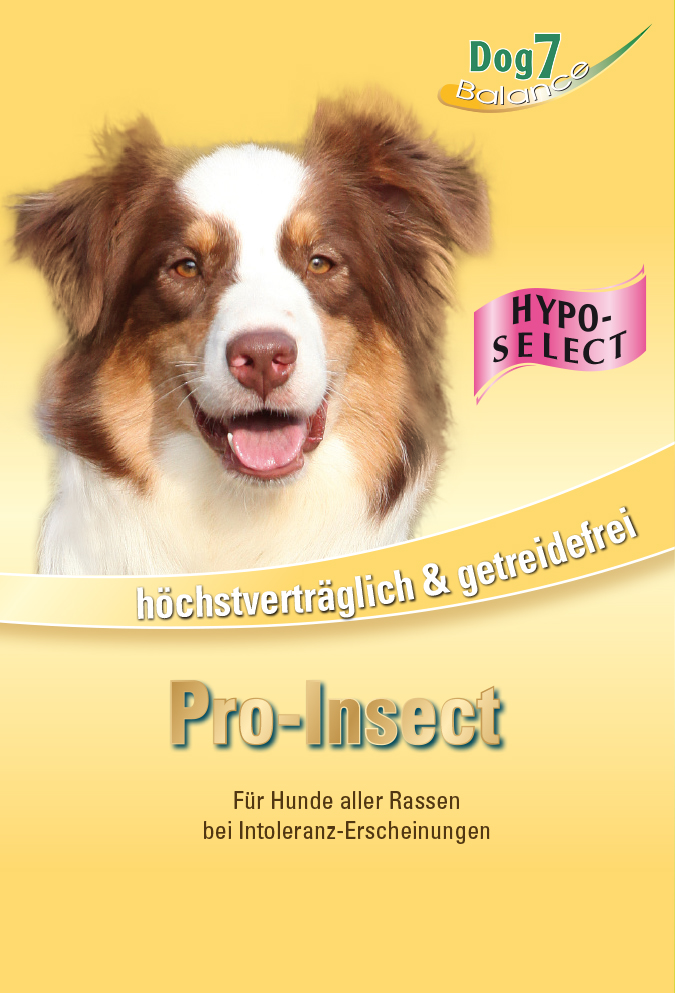 Dog7
Balance
HYPO-
SELECT
höchstverträglich & getreidefrei
Pro-Insect
Für Hunde aller Rassen
bei Intoleranz-Erscheinungen